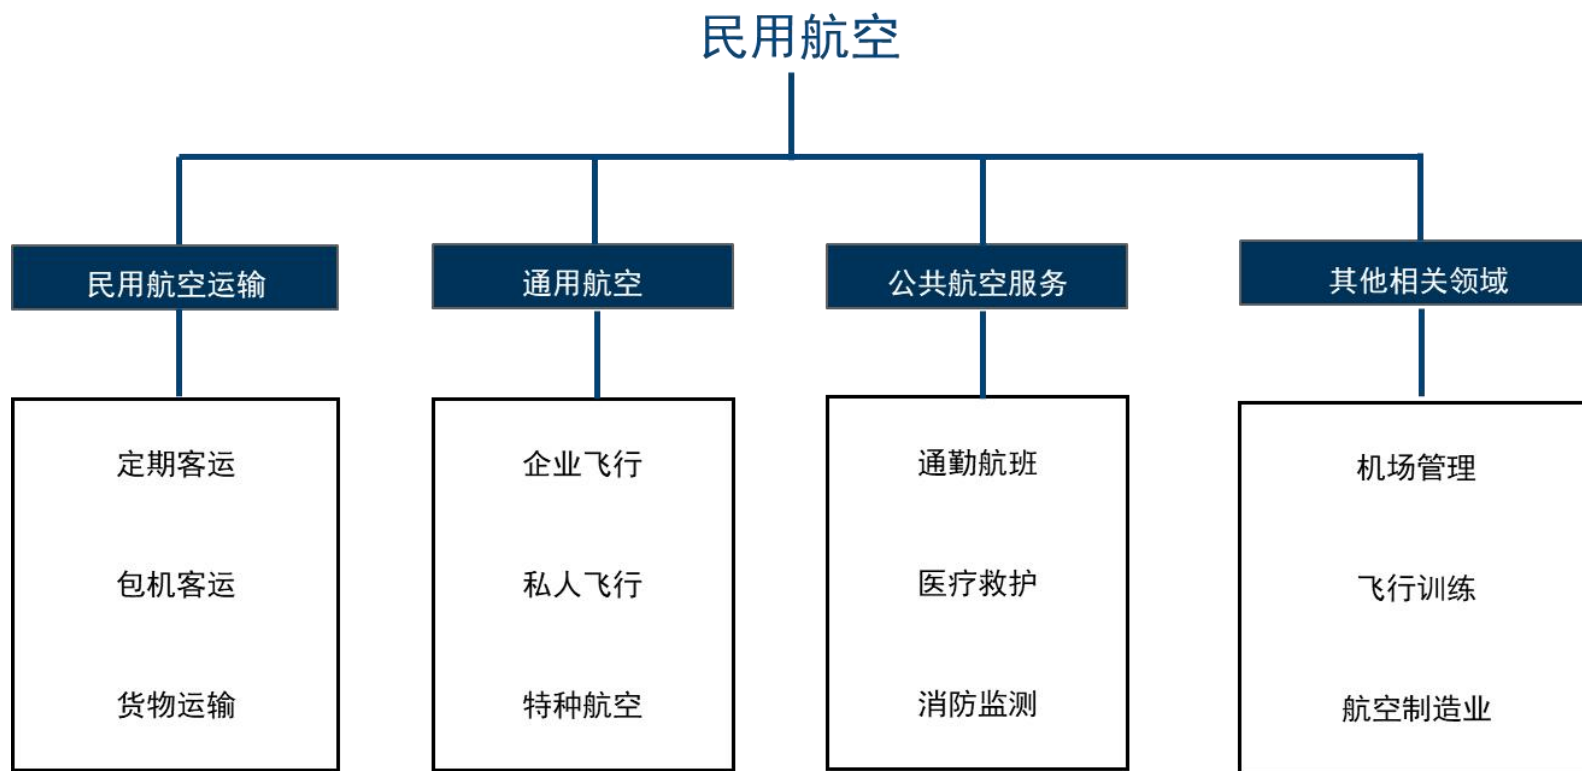 民用航空
民用航空运输
通用航空
公共航空服务
其他相关领域
定期客运
包机客运
货物运输
企业飞行
私人飞行
特种航空
通勤航班
医疗救护
消防监测
机场管理
飞行训练
航空制造业